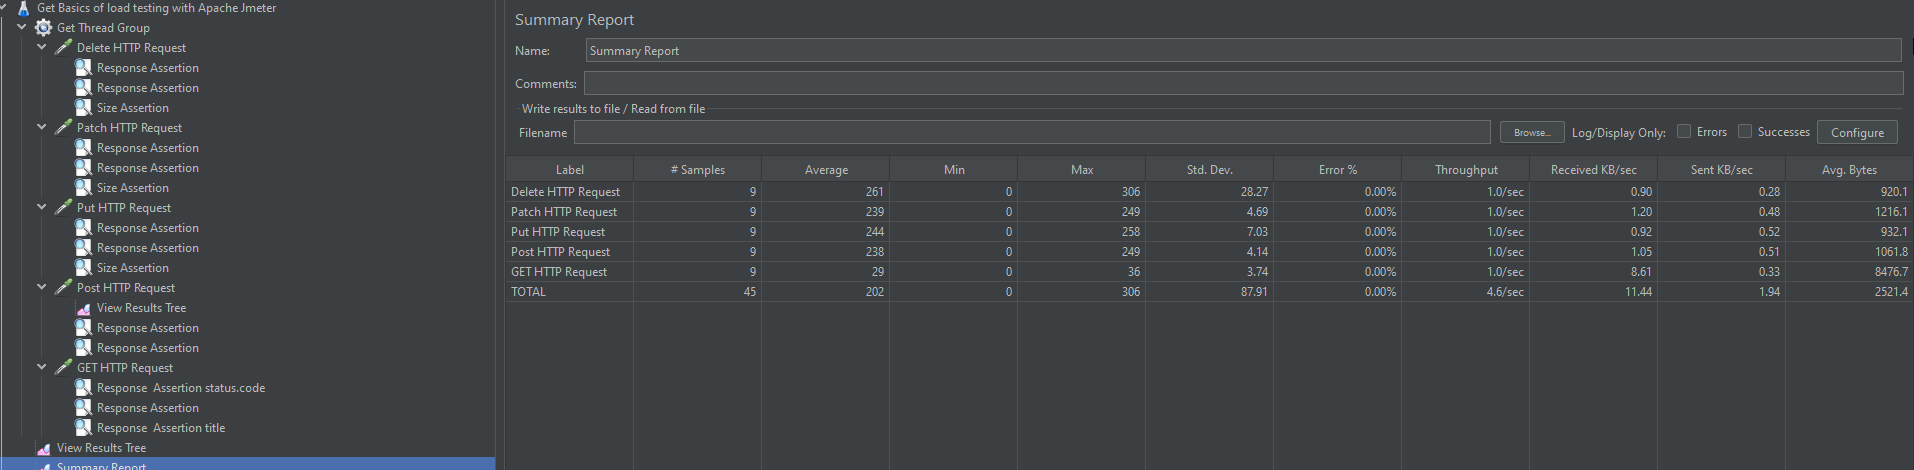 Get Basics of load testing with Apache Jmeter
Get Thread Group
Delete HTTP Request
Response Assertion
Response Assertion
Size Assertion
Patch HTTP Request
Response Assertion
Response Assertion
Size Assertion
Put HTTP Request
Response Assertion
Response Assertion
Size Assertion
Post HTTP Request
View Results Tree
Response Assertion
Response Assertion
GET HTTP Request
Response  Assertion status.code
Response Assertion
Response  Assertion title
View Results Tree
Summary Report
Summary Report
Name: Summary Report
Comments:
Write results to file / Read from file
Filename Browse... Log/Display Only: Errors Successes Configure
Label # Samples Average Min Max Std. Dev. Error % Throughput Received KB/sec Sent KB/sec Avg. Bytes
Delete HTTP Request 9 261 0 306 28.27 0.00% 1.0/sec 0.90 0.28 920.1
Patch HTTP Request 9 239 0 249 4.69 0.00% 1.0/sec 1.20 0.48 1216.1
Put HTTP Request 9 244 0 258 7.03 0.00% 1.0/sec 0.92 0.52 932.1
Post HTTP Request 9 238 0 249 4.14 0.00% 1.0/sec 1.05 0.51 1061.8
GET HTTP Request 9 29 0 36 3.74 0.00% 1.0/sec 8.61 0.33 8476.7
TOTAL 45 202 0 306 87.91 0.00% 4.6/sec 11.44 1.94 2521.4